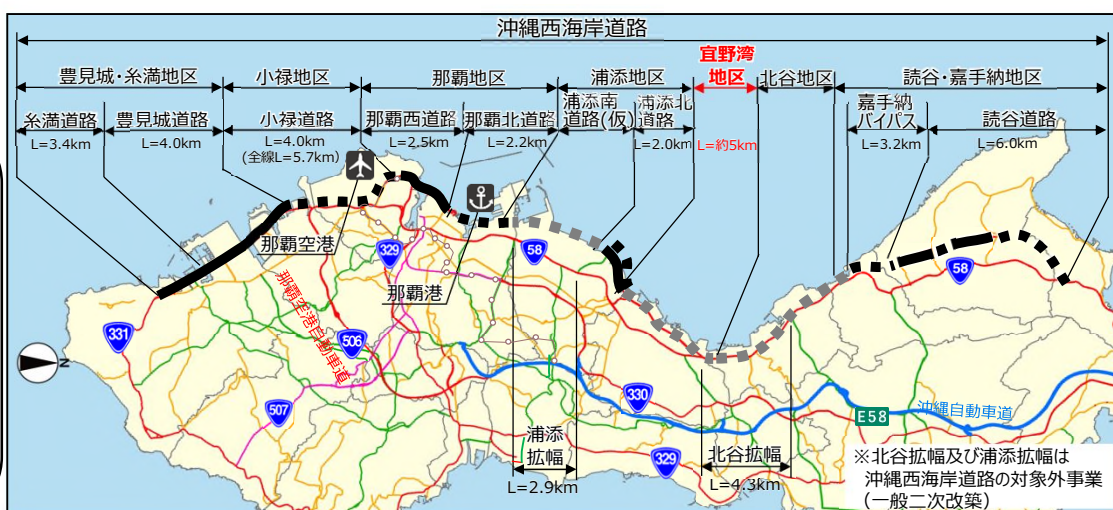 沖縄西海岸道路
豊見城・糸満地区
小禄地区
那覇地区
浦添地区
宜野湾
地区
北谷地区
読谷・嘉手納地区
糸満道路
L=3.4km
豊見城道路
L=4.0km
小禄道路
L=4.0km
(全線L=5.7km)
那覇西道路
L=2.5km
那覇北道路
L=2.2km
浦添南
道路(仮)
浦添北
道路
L=2.0km
L=約5km
嘉手納
バイパス
L=3.2km
読谷道路
L=6.0km
那覇空港
329
那覇港
58
58
331
那覇空港自動車道
506
N
507
330
E58
沖縄自動車道
浦添
拡幅
L=2.9km
329
北谷拡幅
L=4.3km
※北谷拡幅及び浦添拡幅は
沖縄西海岸道路の対象外事業
(一般二次改築)